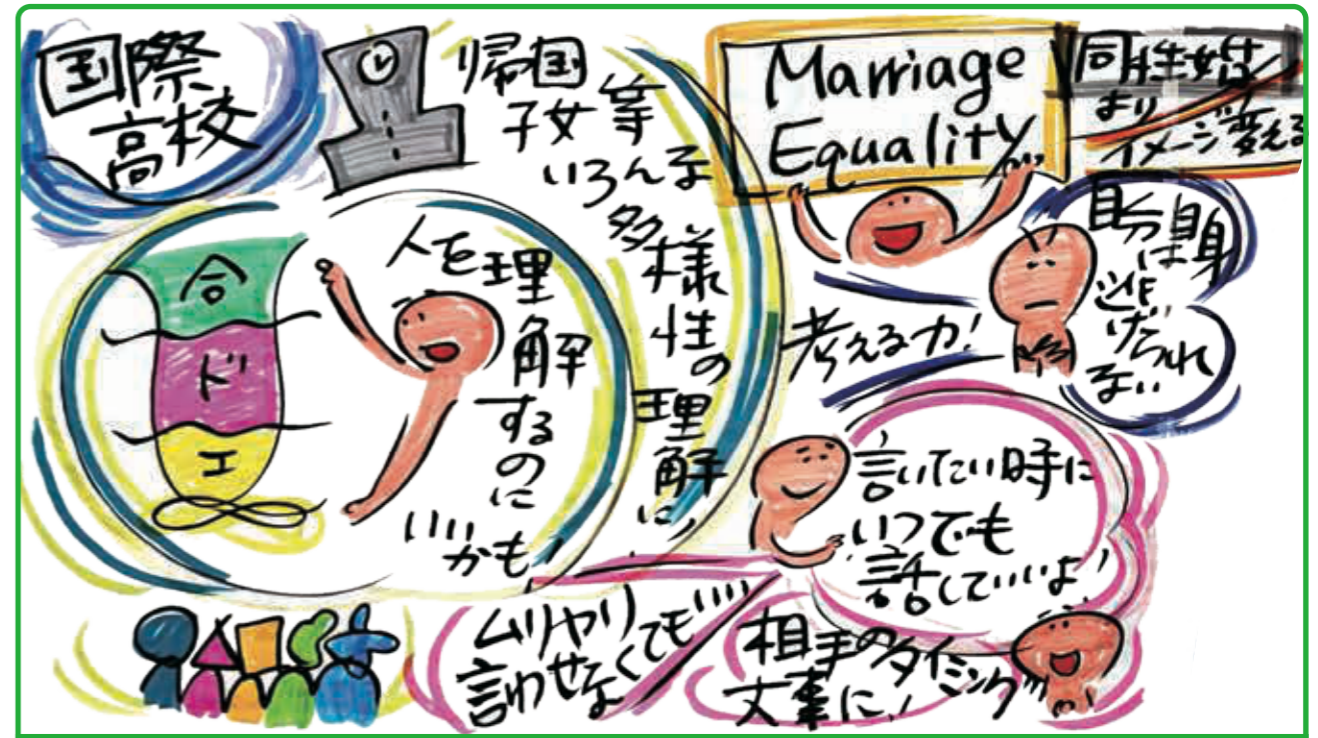 国際
高校
帰国
子女等
いろんな
多様性の
理解に
合
ド
エ
人を理解
するのに
いいかも!
Marriage
Equality
同性婚
より
イメージ変える
自分自身
は
逃げられ
ない
考える力!
言いたい時に
いつでも
話していいよ!
ムリヤリ
言わせなくてもいい
相手のタイミング
大事に!